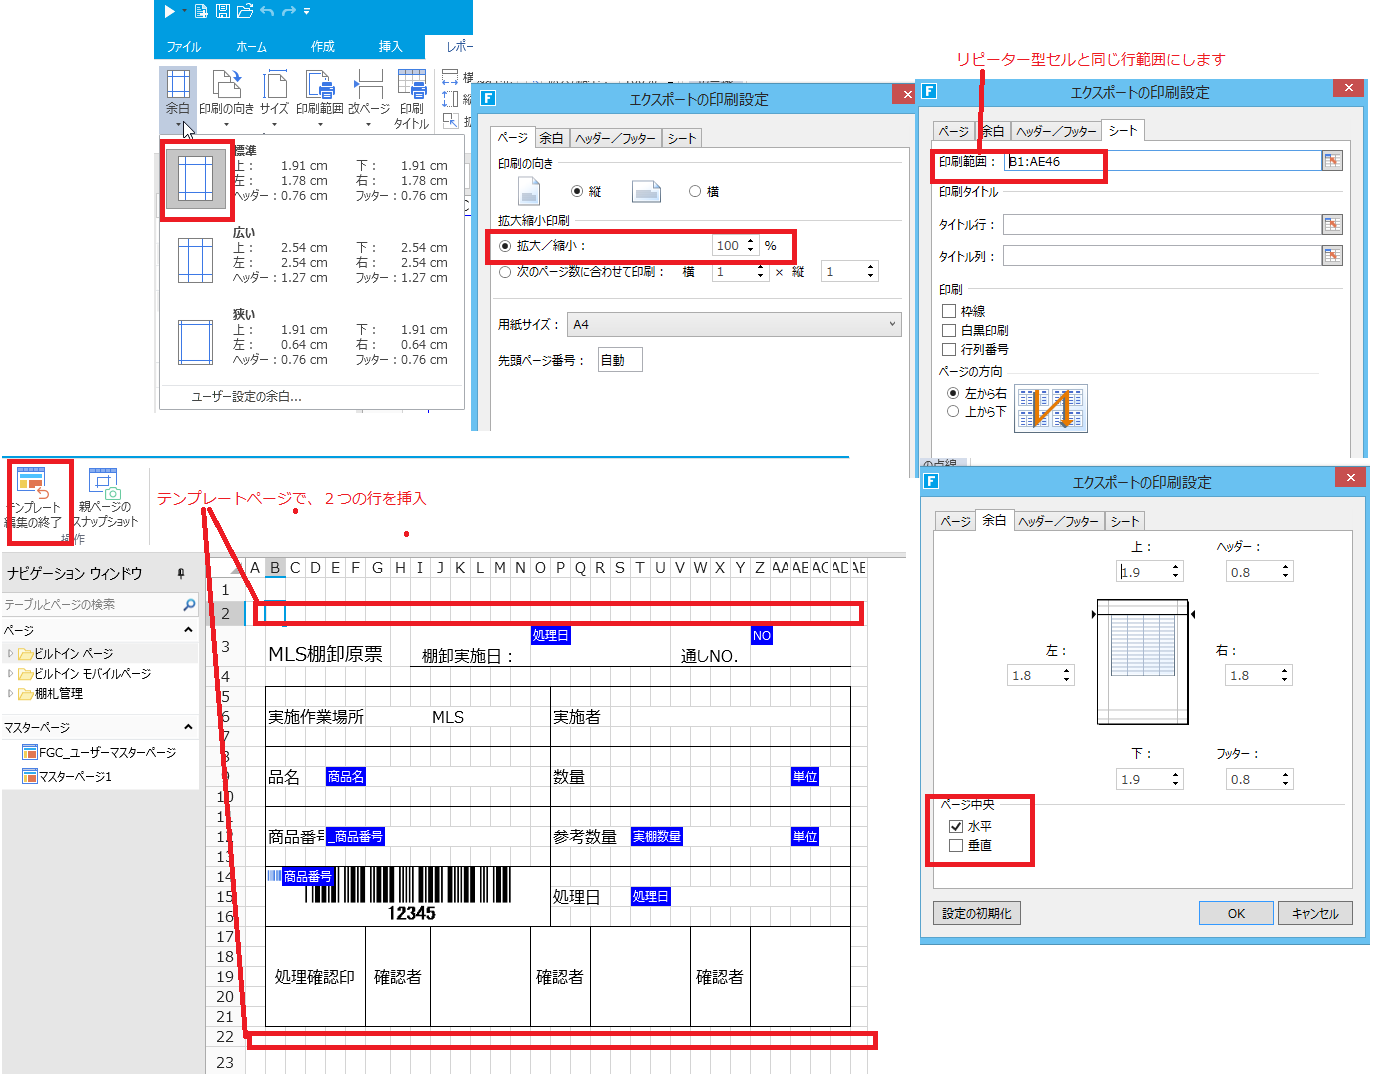 ファイル ホーム 作成 挿入 レポー
余白 印刷の向き サイズ 印刷範囲 改ページ 印刷タイトル 横 縦 拡
標準
上： 1.91 cm 下： 1.91 cm
左： 1.78 cm 右： 1.78 cm
ヘッダー： 0.76 cm フッター： 0.76 cm
広い
上： 2.54 cm 下： 2.54 cm
左： 2.54 cm 右： 2.54 cm
ヘッダー： 1.27 cm フッター： 1.27 cm
狭い
上： 1.91 cm 下： 1.91 cm
左： 0.64 cm 右： 0.64 cm
ヘッダー： 0.76 cm フッター： 0.76 cm
ユーザー設定の余白...
F エクスポートの印刷設定 ×
ページ 余白 ヘッダー／フッター シート
印刷の向き
縦 横
拡大縮小印刷
拡大／縮小： 100 %
次のページ数に合わせて印刷： 横 1 × 縦 1
用紙サイズ： A4
先頭ページ番号： 自動
リピーター型セルと同じ行範囲にします
F エクスポートの印刷設定 ×
ページ 余白 ヘッダー／フッター シート
印刷範囲： B1:AE46
印刷タイトル
タイトル行：
タイトル列：
印刷
枠線
白黒印刷
行列番号
ページの方向
左から右
上から下
の点線
テンプレート編集の終了 親ページのスナップショット
操作
テンプレートページで、２つの行を挿入
ナビゲーション ウィンドウ
テーブルとページの検索
ページ
ビルトイン ページ
ビルトイン モバイルページ
棚札管理
マスターページ
FGC_ユーザーマスターページ
マスターページ1
A B C D E F G H I J K L M N O P Q R S T U V W X Y Z AA AB AC AD AE
1
2
3 MLS棚卸原票 棚卸実施日： 処理日 通しNO. NO
4
5
6 実施作業場所 MLS 実施者
7
8
9 品名 商品名 数量 単位
10
11
12 商品番号 _商品番号 参考数量 実棚数量 単位
13
14 商品番号
15 処理日 処理日
16 12345
17
18
19 処理確認印 確認者 確認者 確認者
20
21
22
23
F エクスポートの印刷設定 ×
ページ 余白 ヘッダー／フッター シート
上： ヘッダー：
1.9 0.8
左： 右：
1.8 1.8
下： フッター：
1.9 0.8
ページ中央
水平
垂直
設定の初期化 OK キャンセル